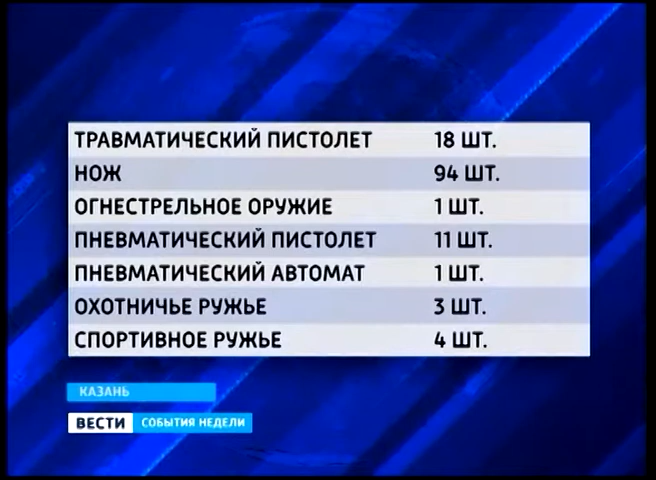 ТРАВМАТИЧЕСКИЙ ПИСТОЛЕТ 18 ШТ.
НОЖ 94 ШТ.
ОГНЕСТРЕЛЬНОЕ ОРУЖИЕ 1 ШТ.
ПНЕВМАТИЧЕСКИЙ ПИСТОЛЕТ 11 ШТ.
ПНЕВМАТИЧЕСКИЙ АВТОМАТ 1 ШТ.
ОХОТНИЧЬЕ РУЖЬЕ 3 ШТ.
СПОРТИВНОЕ РУЖЬЕ 4 ШТ.
КАЗАНЬ
ВЕСТИ СОБЫТИЯ НЕДЕЛИ